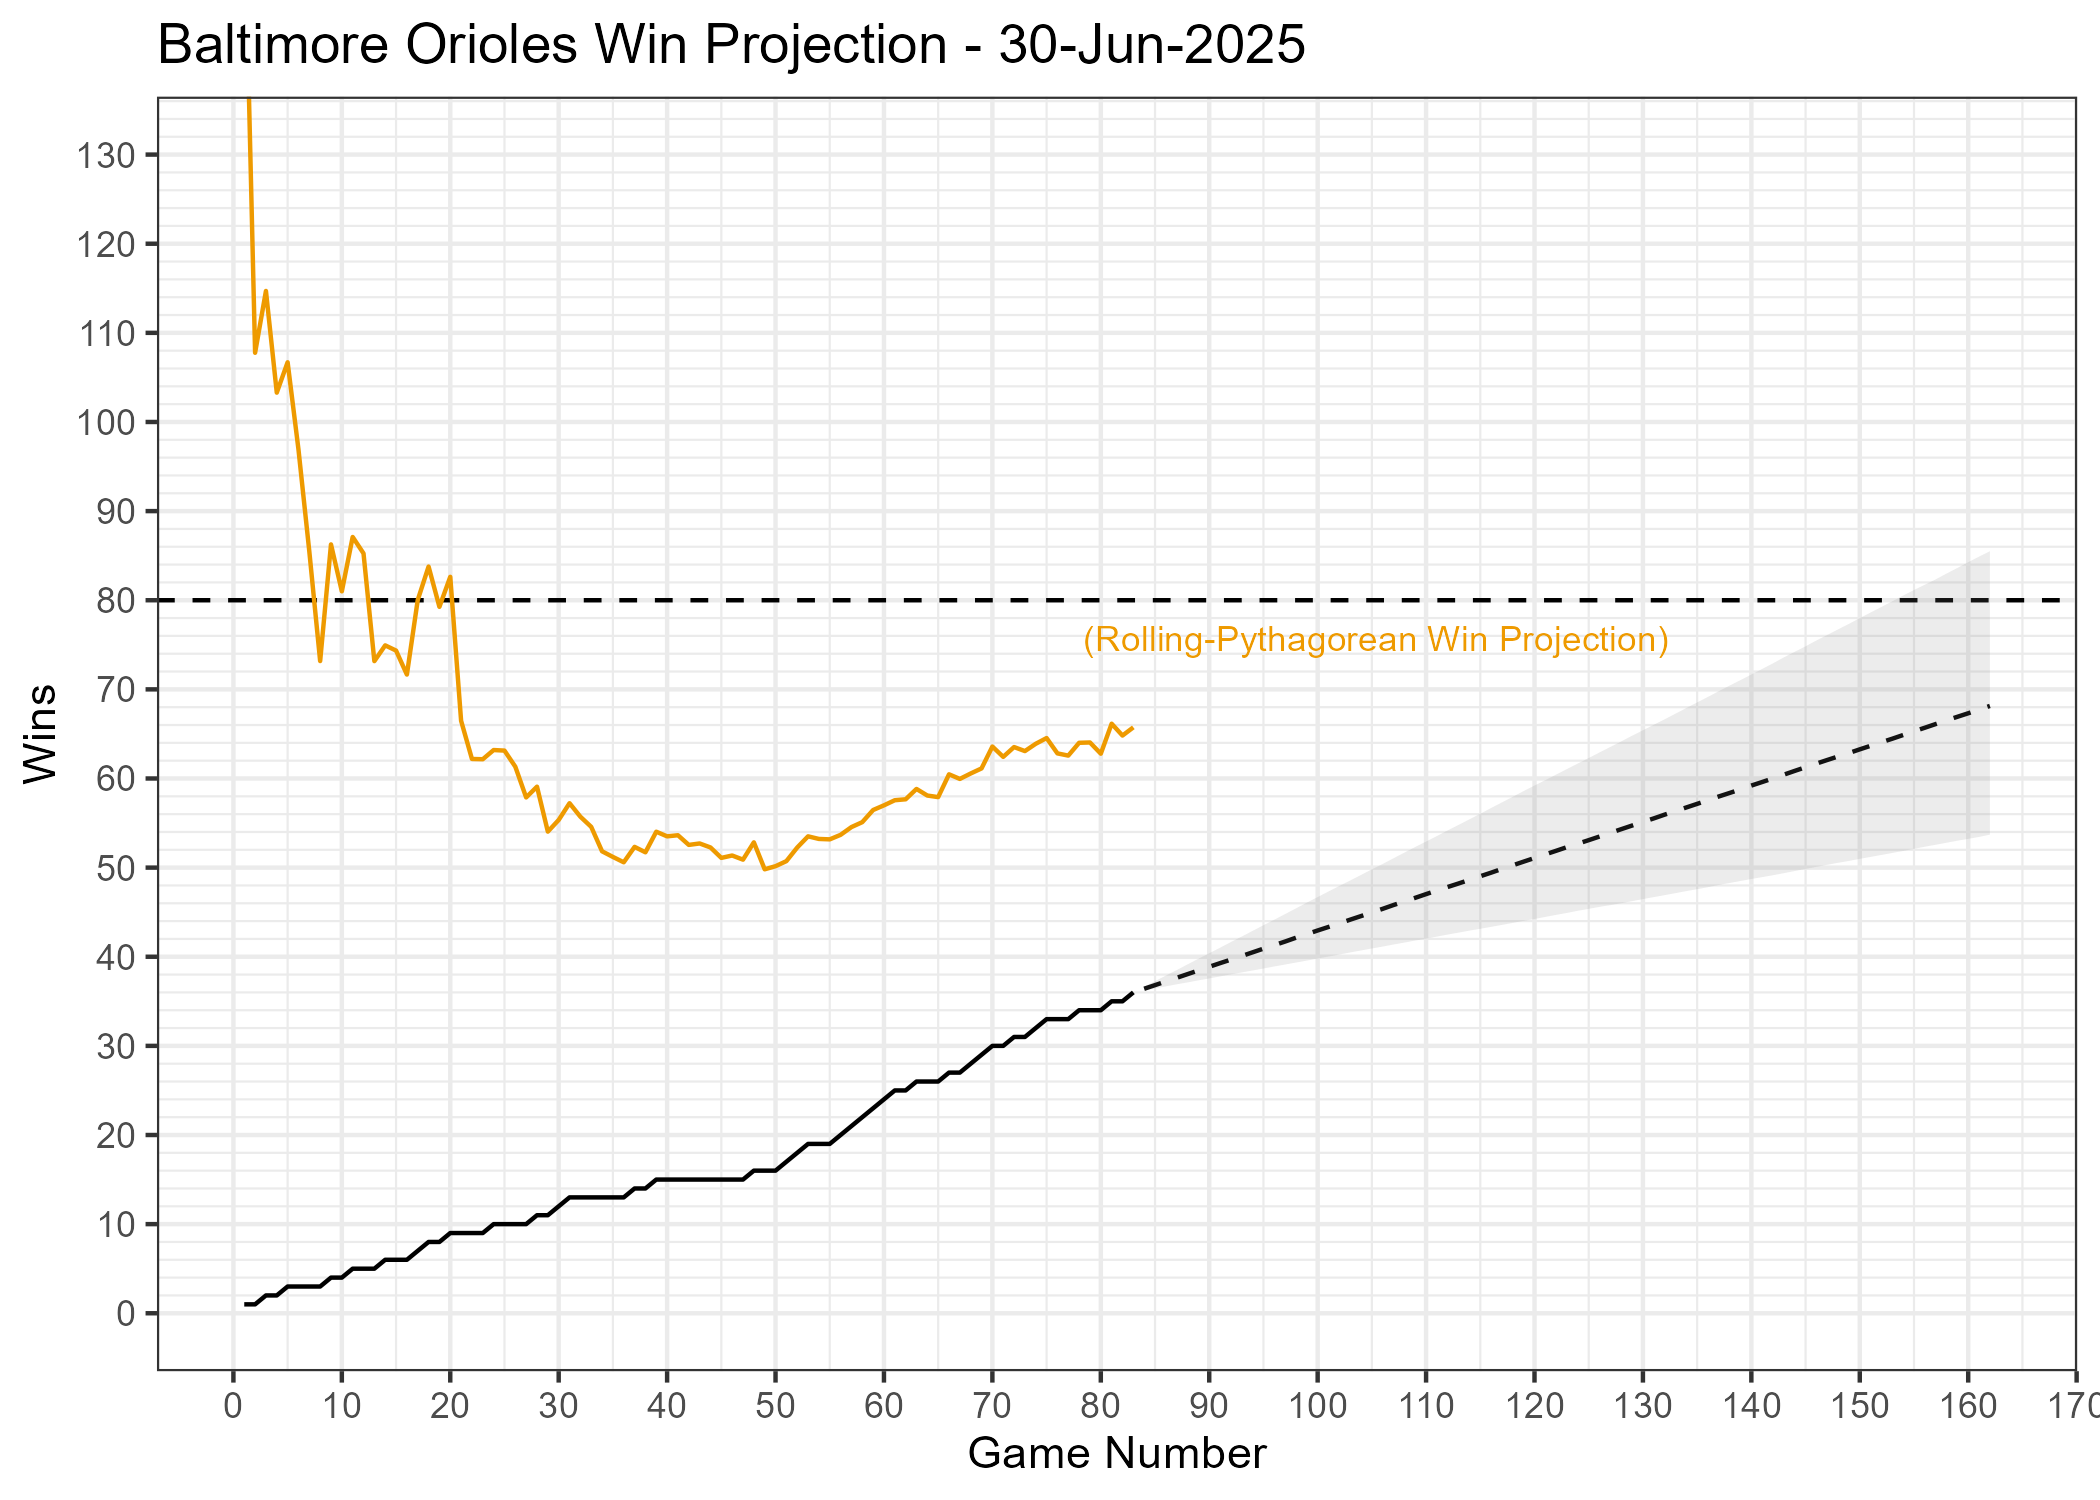 Baltimore Orioles Win Projection - 30-Jun-2025
130
120
110
100
90
80
70
60
50
40
30
20
10
0
Wins
(Rolling-Pythagorean Win Projection)
0 10 20 30 40 50 60 70 80 90 100 110 120 130 140 150 160 170
Game Number